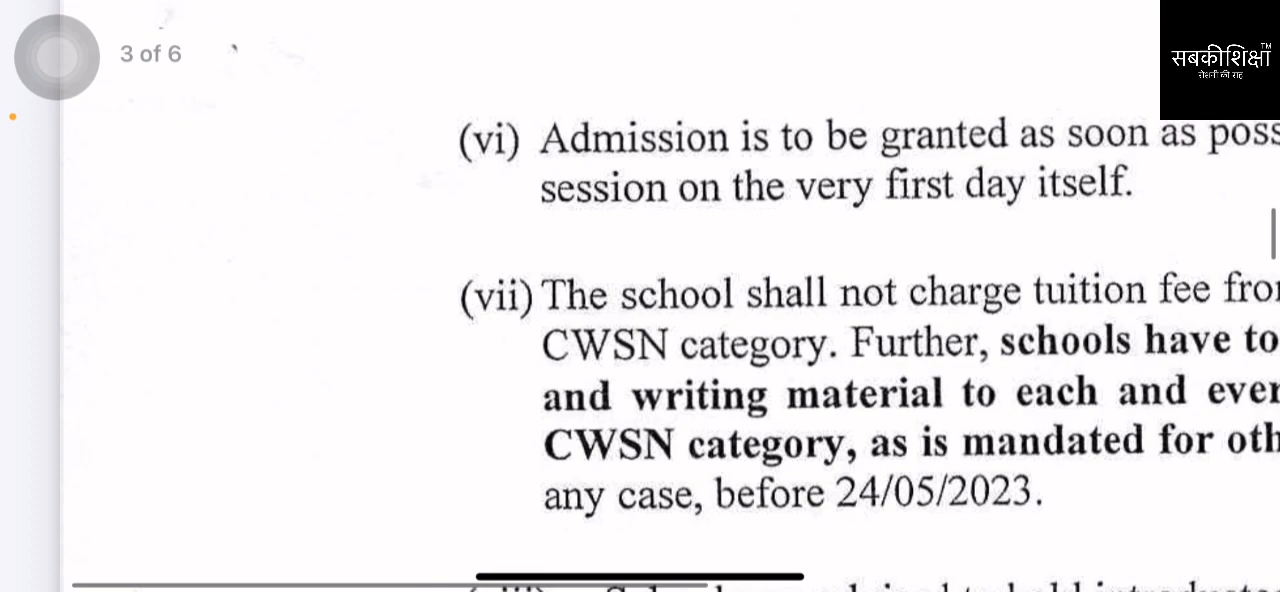 3 of 6
सबकीशिक्षा™
रोशनी की राह
(vi) Admission is to be granted as soon as poss
session on the very first day itself.
(vii) The school shall not charge tuition fee fro
CWSN category. Further, schools have to
and writing material to each and ever
CWSN category, as is mandated for oth
any case, before 24/05/2023.